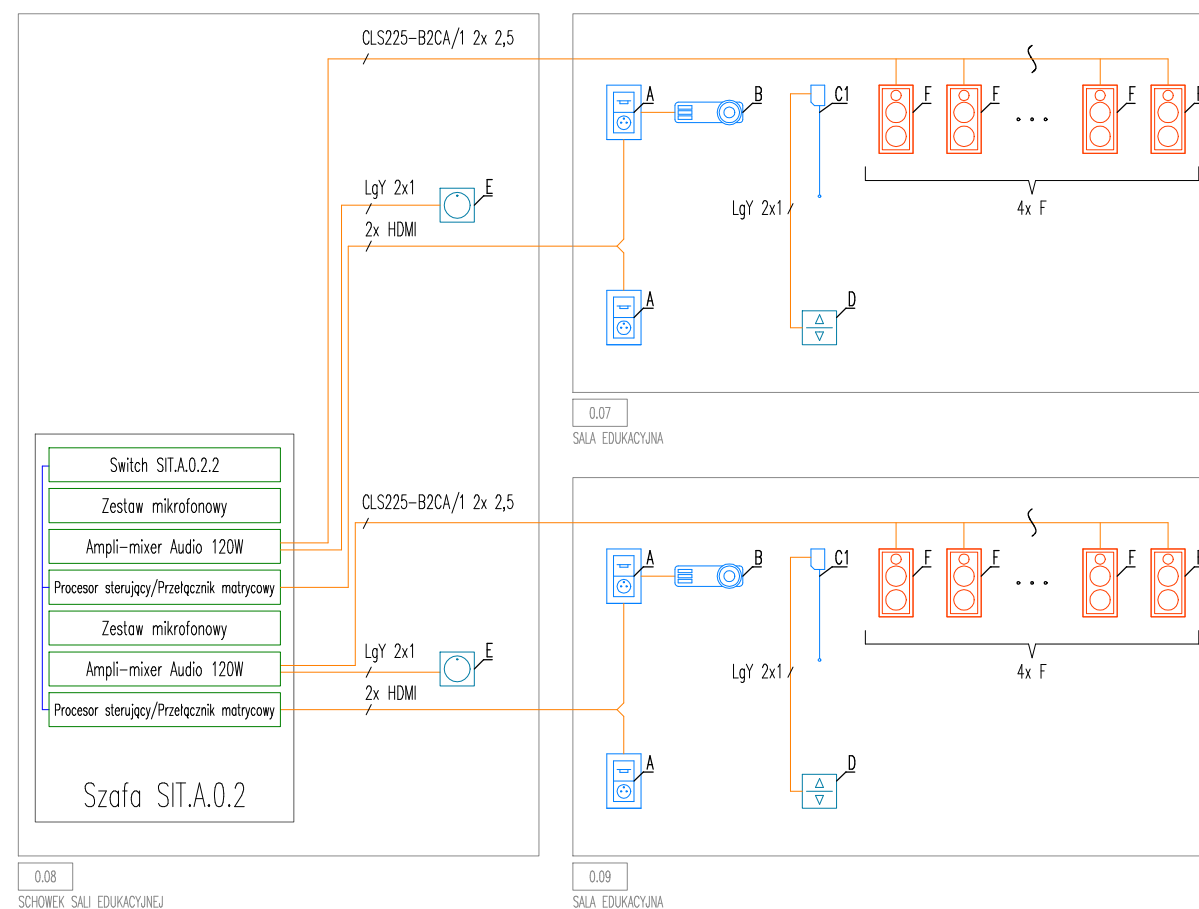 CLS225-B2CA/1 2x 2,5
A
B
C1
F
F
F
LgY 2x1
E
LgY 2x1
4x F
2x HDMI
A
D
0.07
SALA EDUKACYJNA
Switch SIT.A.0.2.2
Zestaw mikrofonowy
Ampli-mixer Audio 120W
Procesor sterujący/Przełącznik matrycowy
Zestaw mikrofonowy
Ampli-mixer Audio 120W
Procesor sterujący/Przełącznik matrycowy
Szafa SIT.A.0.2
CLS225-B2CA/1 2x 2,5
A
B
C1
F
F
F
LgY 2x1
E
LgY 2x1
4x F
2x HDMI
A
D
0.08
SCHOWEK SALI EDUKACYJNEJ
0.09
SALA EDUKACYJNA